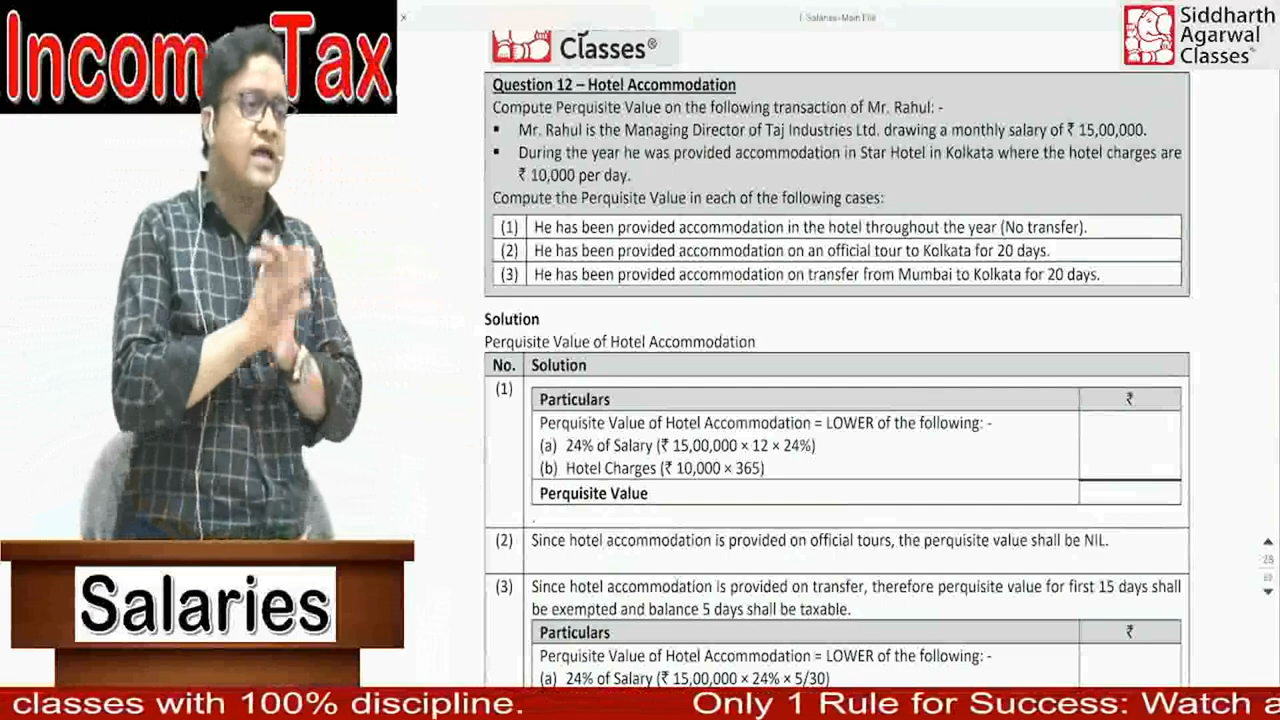 Income Tax
I. Salaries-Main File
Siddharth
Agarwal
Classes
Classes®
Question 12 – Hotel Accommodation
Compute Perquisite Value on the following transaction of Mr. Rahul: -
▪ Mr. Rahul is the Managing Director of Taj Industries Ltd. drawing a monthly salary of ₹ 15,00,000.
▪ During the year he was provided accommodation in Star Hotel in Kolkata where the hotel charges are
₹ 10,000 per day.
Compute the Perquisite Value in each of the following cases:
(1) He has been provided accommodation in the hotel throughout the year (No transfer).
(2) He has been provided accommodation on an official tour to Kolkata for 20 days.
(3) He has been provided accommodation on transfer from Mumbai to Kolkata for 20 days.
Solution
Perquisite Value of Hotel Accommodation
No. Solution
(1)
Particulars ₹
Perquisite Value of Hotel Accommodation = LOWER of the following: -
(a) 24% of Salary (₹ 15,00,000 × 12 × 24%)
(b) Hotel Charges (₹ 10,000 × 365)
Perquisite Value
(2) Since hotel accommodation is provided on official tours, the perquisite value shall be NIL.
(3) Since hotel accommodation is provided on transfer, therefore perquisite value for first 15 days shall
be exempted and balance 5 days shall be taxable.
Particulars ₹
Perquisite Value of Hotel Accommodation = LOWER of the following: -
(a) 24% of Salary (₹ 15,00,000 × 24% × 5/30)
Salaries
classes with 100% discipline. Only 1 Rule for Success: Watch a